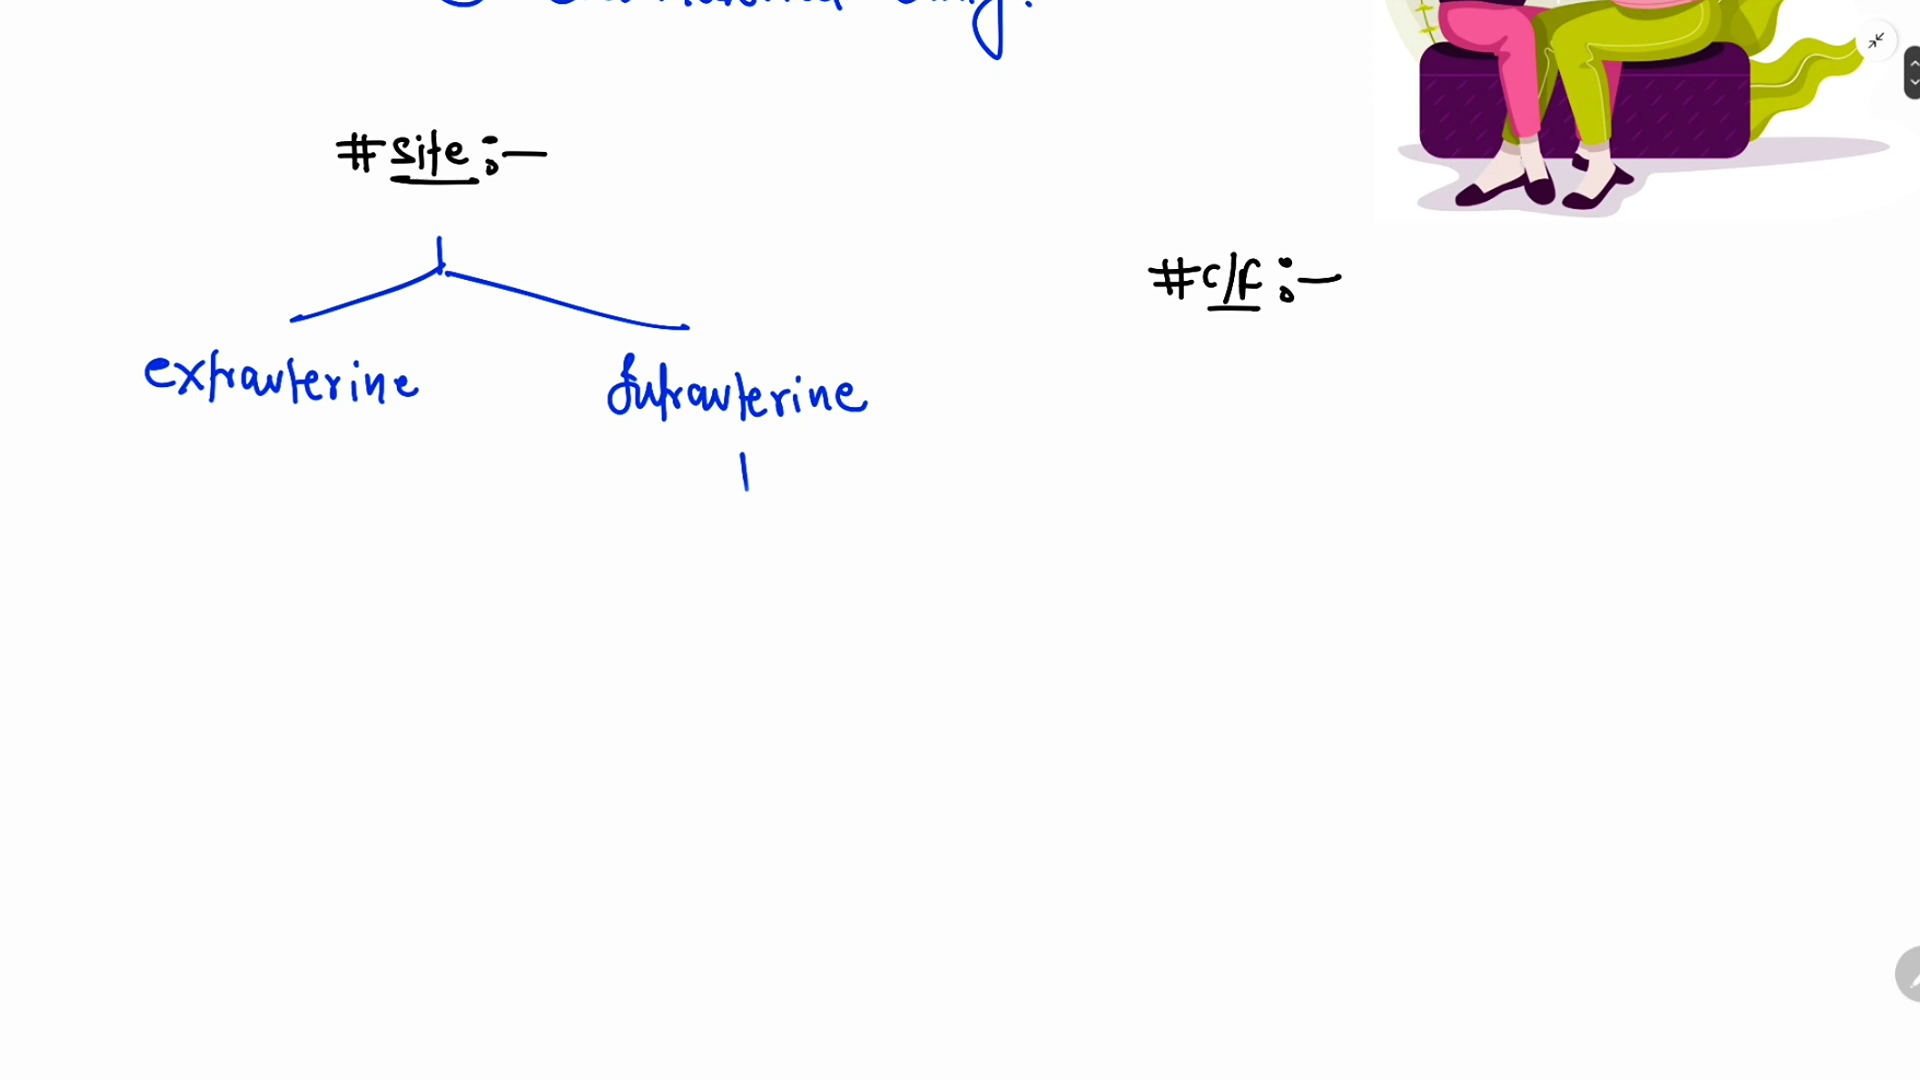 # site :-
# c/f :-
extrauterine
Intrauterine